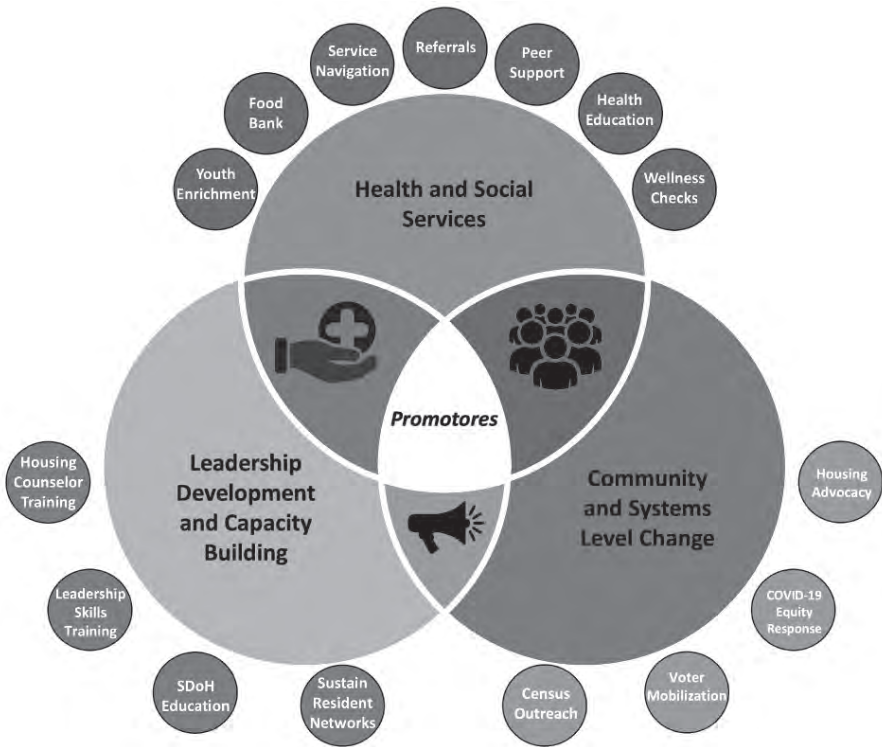 Referrals
Service
Navigation
Peer
Support
Food
Bank
Health
Education
Youth
Enrichment
Wellness
Checks
Health and Social
Services
Promotores
Leadership
Development
and Capacity
Building
Community
and Systems
Level Change
Housing
Counselor
Training
Housing
Advocacy
Leadership
Skills
Training
COVID-19
Equity
Response
SDoH
Education
Sustain
Resident
Networks
Census
Outreach
Voter
Mobilization